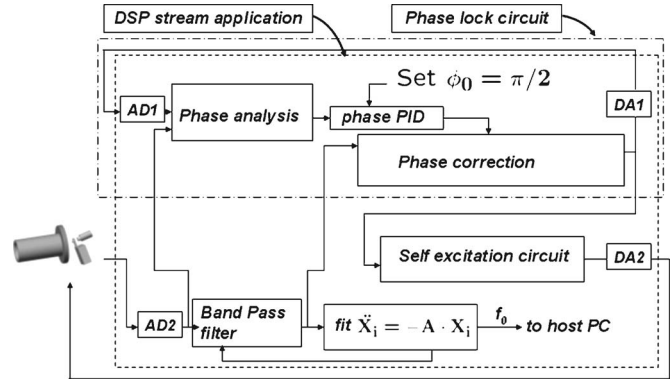 DSP stream application
Phase lock circuit
Set ϕ₀ = π/2
AD1
Phase analysis
phase PID
DA1
Phase correction
Self excitation circuit
DA2
AD2
Band Pass
filter
fit Ẍᵢ = −A · Xᵢ
f₀
to host PC